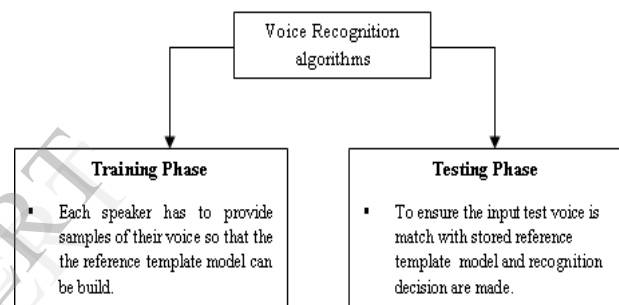 Voice Recognition
algorithms
Training Phase
▪ Each speaker has to provide
samples of their voice so that the
the reference template model can
be build.
Testing Phase
▪ To ensure the input test voice is
match with stored reference
template model and recognition
decision are made.
ERT